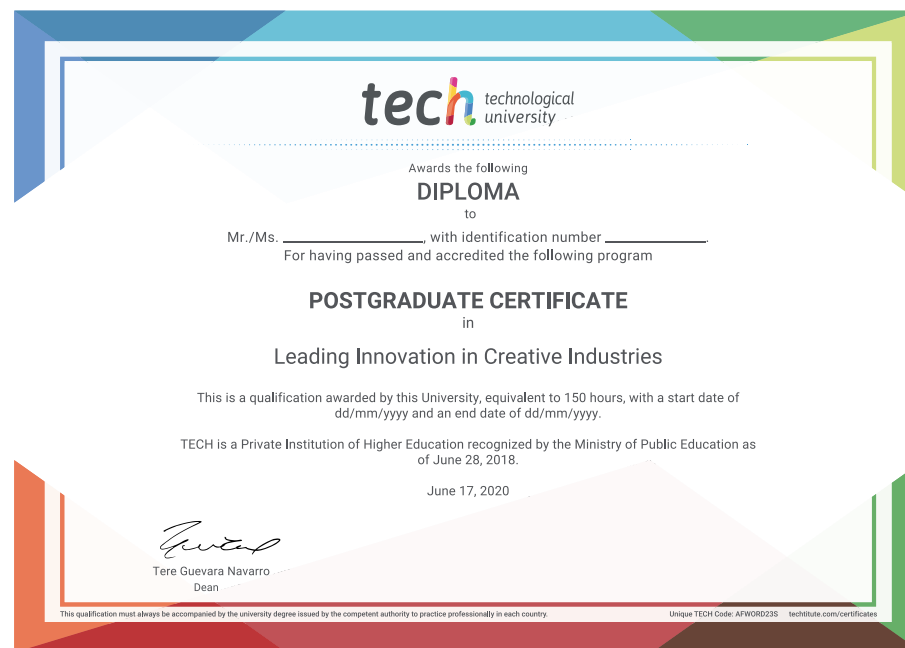 tech technological
university
Awards the following
DIPLOMA
to
Mr./Ms. ____________, with identification number ____________.
For having passed and accredited the following program
POSTGRADUATE CERTIFICATE
in
Leading Innovation in Creative Industries
This is a qualification awarded by this University, equivalent to 150 hours, with a start date of
dd/mm/yyyy and an end date of dd/mm/yyyy.
TECH is a Private Institution of Higher Education recognized by the Ministry of Public Education as
of June 28, 2018.
June 17, 2020
Tere Guevara Navarro
Dean
This qualification must always be accompanied by the university degree issued by the competent authority to practice professionally in each country. Unique TECH Code: AFWORD23S techtitute.com/certificates